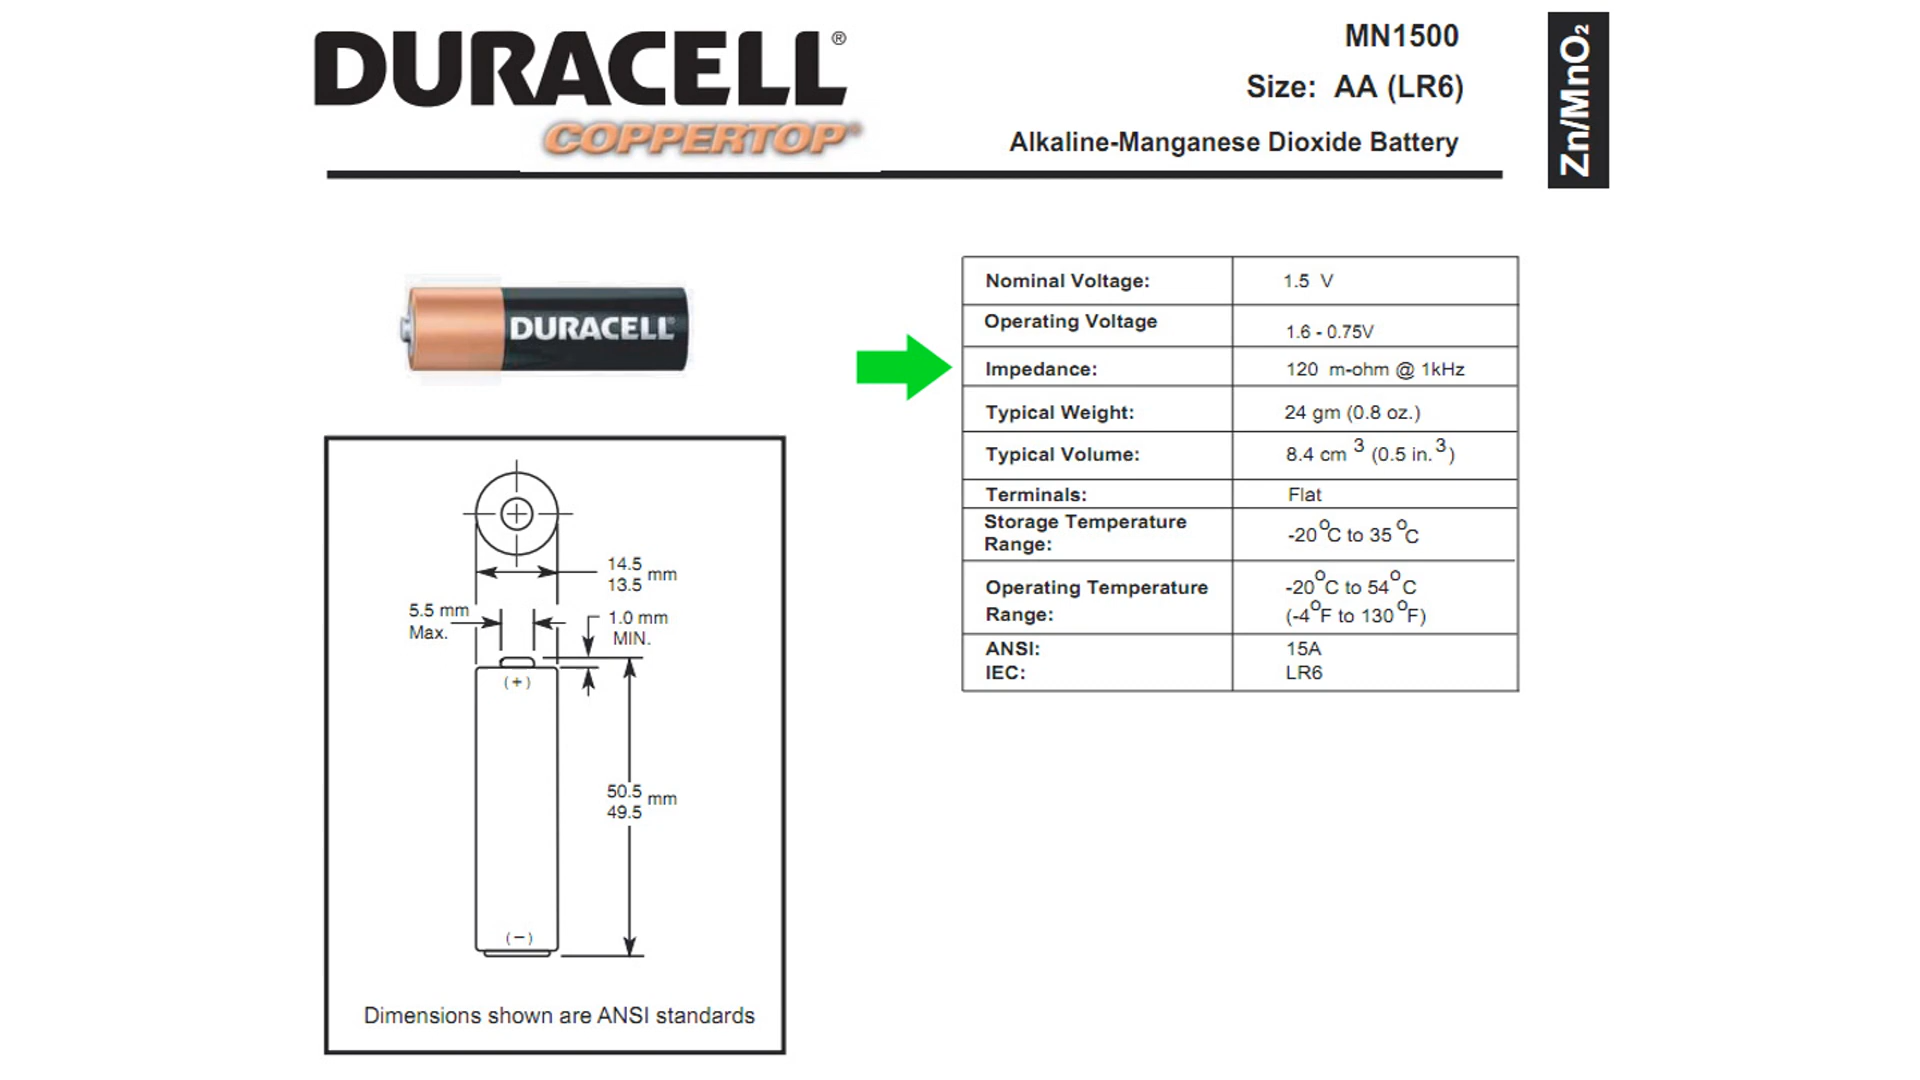 DURACELL®
COPPERTOP®
MN1500
Size: AA (LR6)
Alkaline-Manganese Dioxide Battery
Zn/MnO2
DURACELL
Nominal Voltage: 1.5 V
Operating Voltage 1.6 - 0.75V
Impedance: 120 m-ohm @ 1kHz
Typical Weight: 24 gm (0.8 oz.)
Typical Volume: 8.4 cm 3 (0.5 in.3)
Terminals: Flat
Storage Temperature
Range:
-20°C to 35°C
Operating Temperature
Range:
-20°C to 54°C
(-4°F to 130°F)
ANSI: 15A
IEC: LR6
14.5
13.5 mm
5.5 mm
Max.
1.0 mm
MIN.
(+)
50.5
49.5 mm
(−)
Dimensions shown are ANSI standards